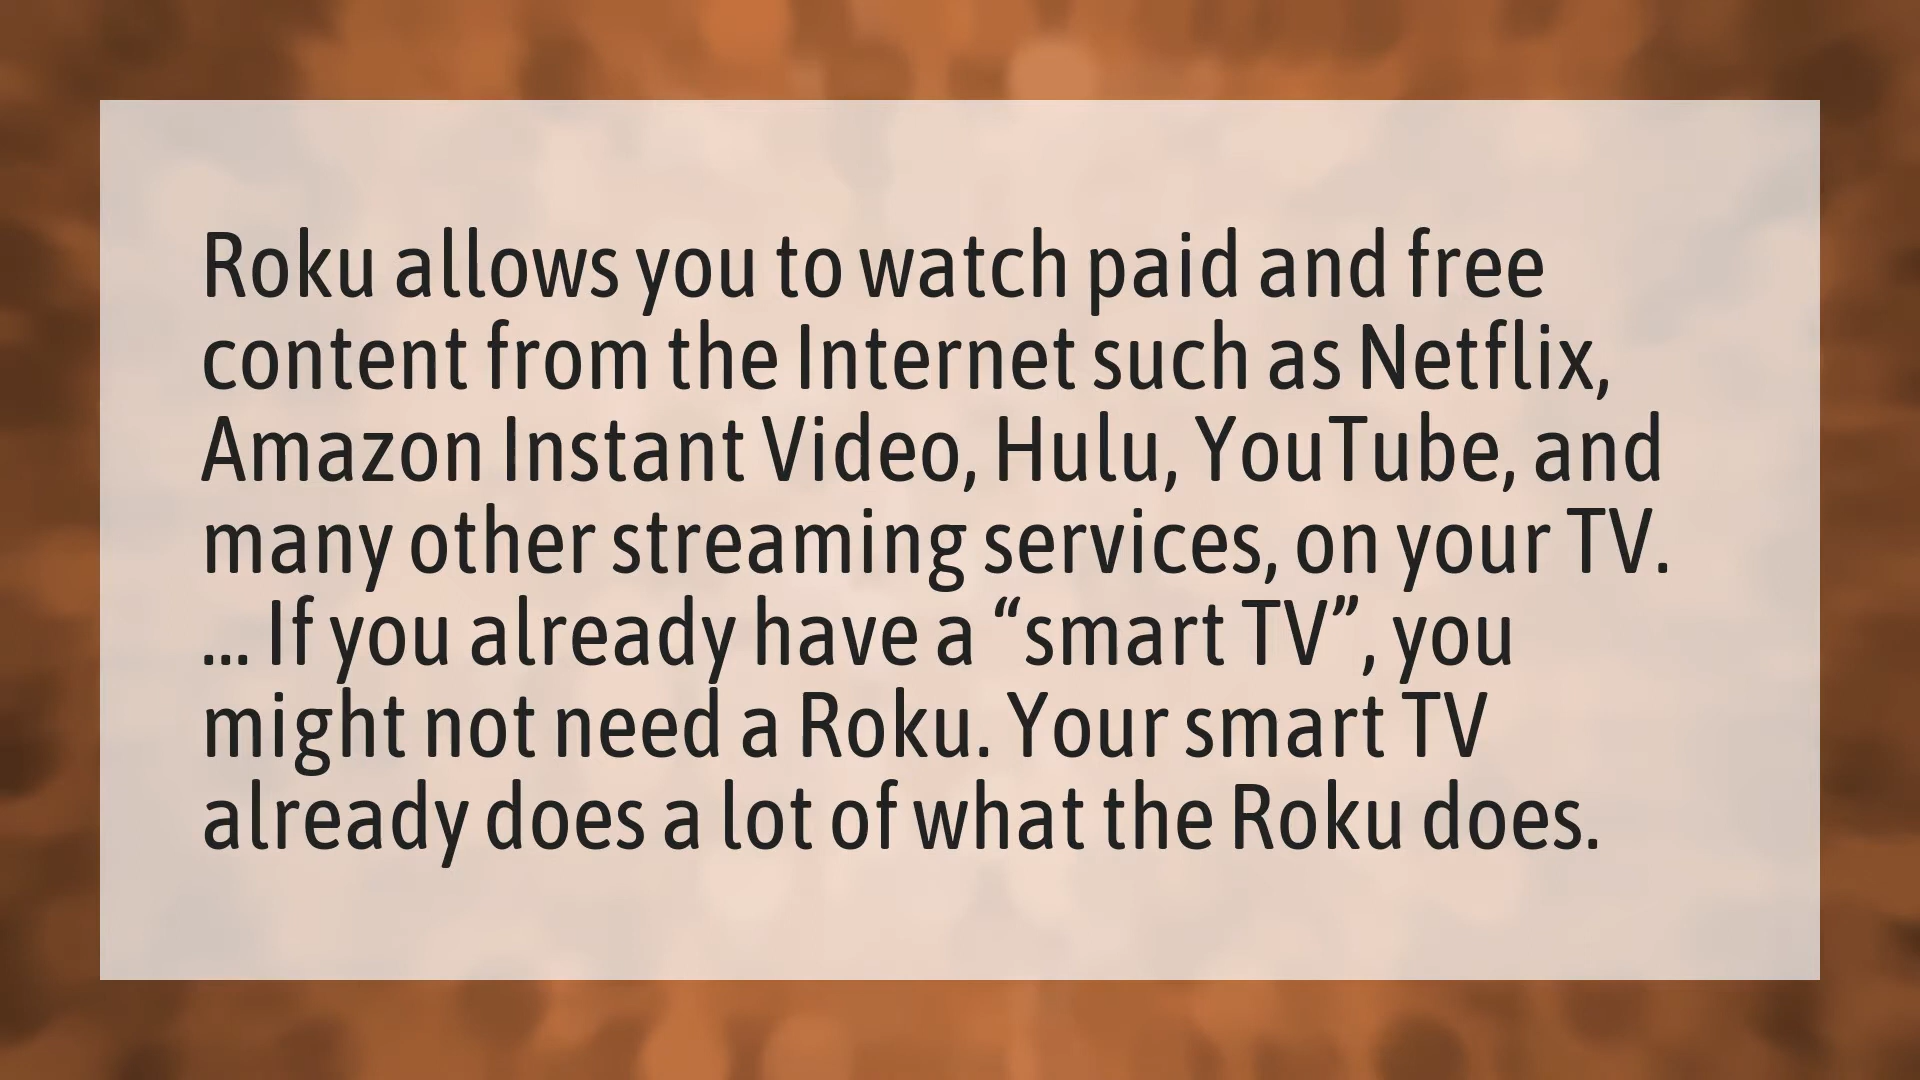 Roku allows you to watch paid and free
content from the Internet such as Netflix,
Amazon Instant Video, Hulu, YouTube, and
many other streaming services, on your TV.
... If you already have a “smart TV”, you
might not need a Roku. Your smart TV
already does a lot of what the Roku does.